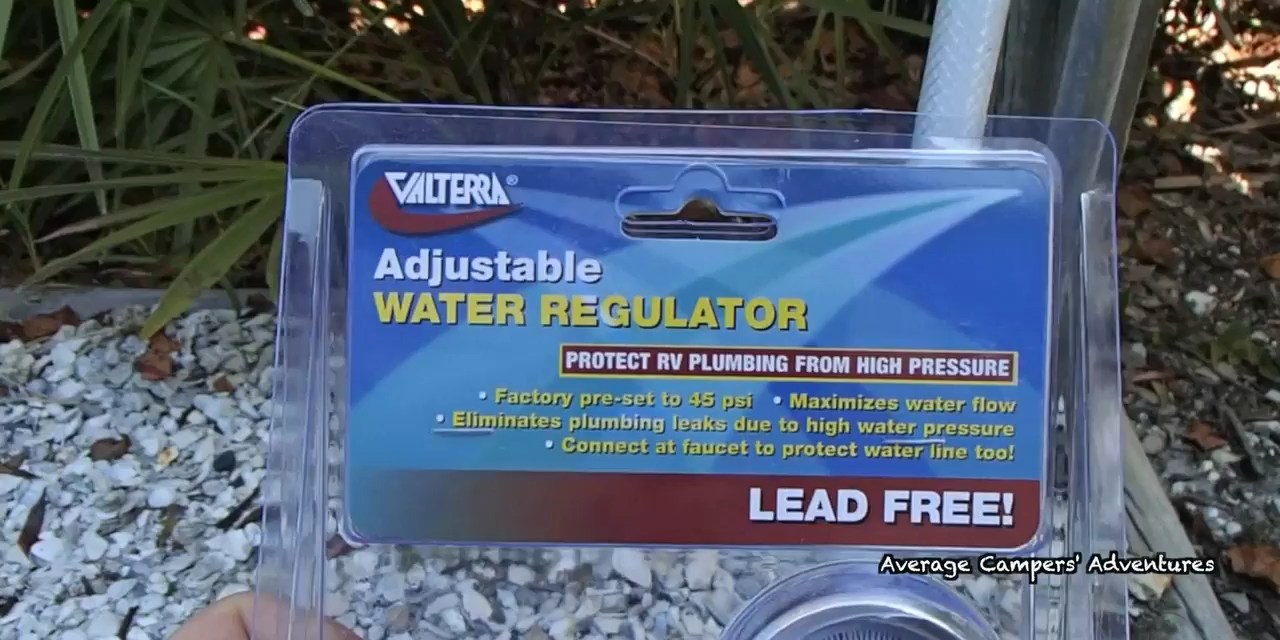 VALTERRA®
Adjustable
WATER REGULATOR
PROTECT RV PLUMBING FROM HIGH PRESSURE
• Factory pre-set to 45 psi • Maximizes water flow
• Eliminates plumbing leaks due to high water pressure
• Connect at faucet to protect water line too!
LEAD FREE!
Average Campers' Adventures